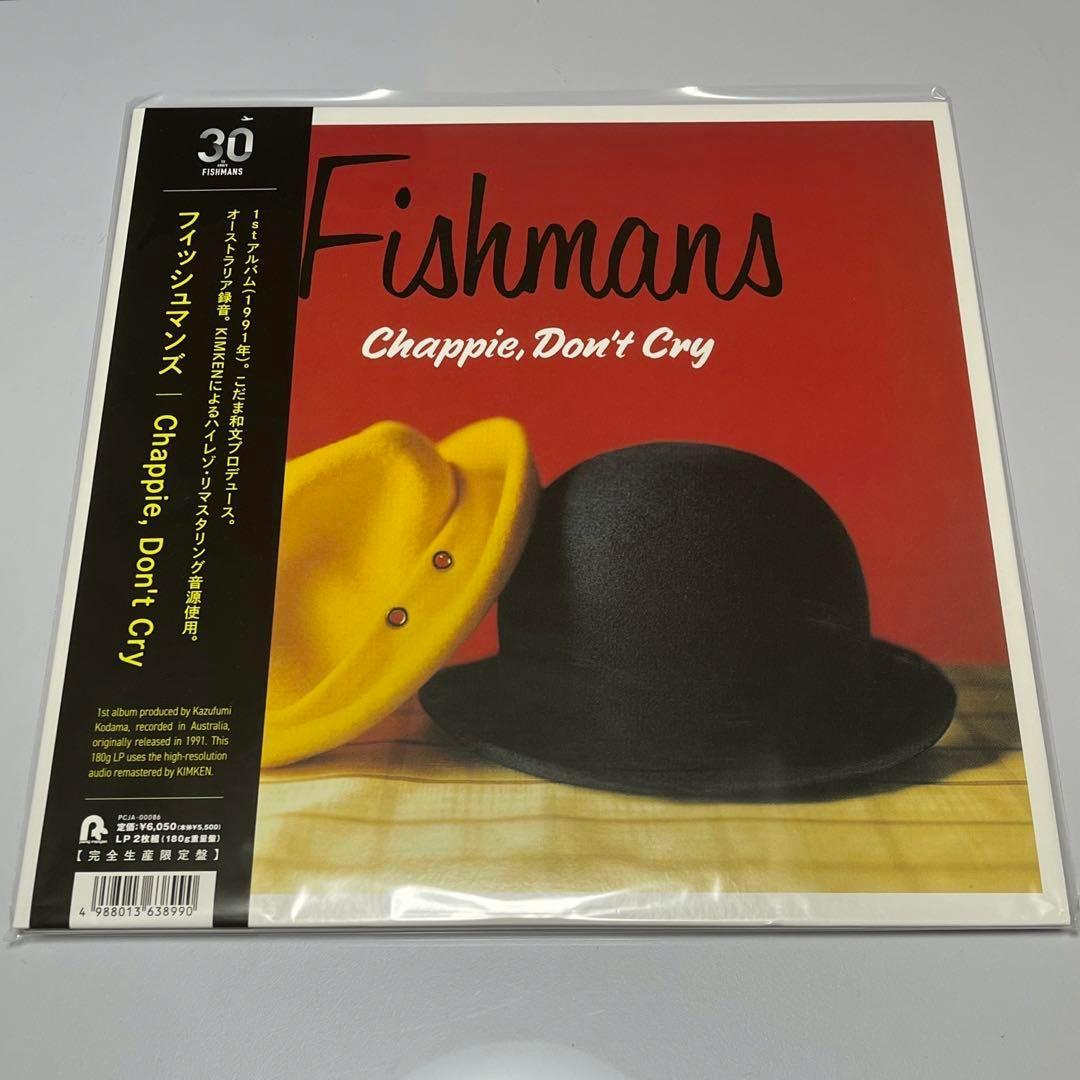 30
FISHMANS
フィッシュマンズ | Chappie, Don't Cry
1stアルバム(1991年)。こだま和文プロデュース。
オーストラリア録音。KIMKENによるハイレゾ・リマスタリング音源使用。
1st album produced by Kazufumi
Kodama, recorded in Australia,
originally released in 1991. This
180g LP uses the high-resolution
audio remastered by KIMKEN.
PCJA-00086
定価:¥6,050(本体¥5,500)
LP 2枚組(180g重量盤)
【完全生産限定盤】
4 988013 638990
Fishmans
Chappie, Don't Cry